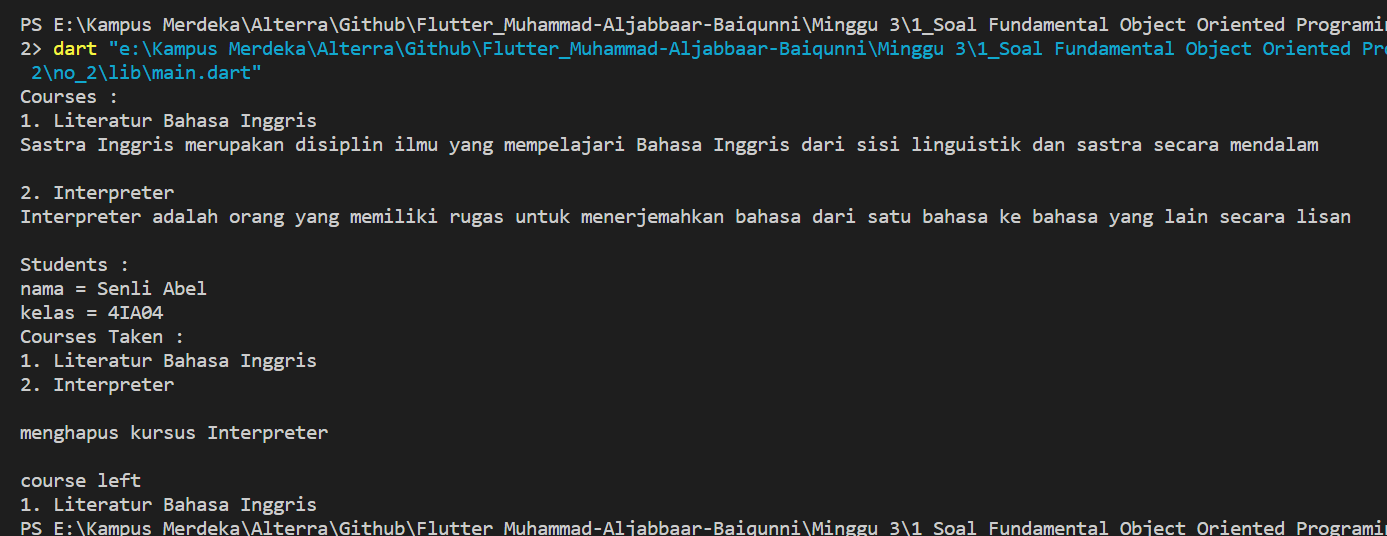 PS E:\Kampus Merdeka\Alterra\Github\Flutter_Muhammad-Aljabbaar-Baiqunni\Minggu 3\1_Soal Fundamental Object Oriented Programi
2> dart "e:\Kampus Merdeka\Alterra\Github\Flutter_Muhammad-Aljabbaar-Baiqunni\Minggu 3\1_Soal Fundamental Object Oriented Pro
2\no_2\lib\main.dart"
Courses :
1. Literatur Bahasa Inggris
Sastra Inggris merupakan disiplin ilmu yang mempelajari Bahasa Inggris dari sisi linguistik dan sastra secara mendalam
2. Interpreter
Interpreter adalah orang yang memiliki rugas untuk menerjemahkan bahasa dari satu bahasa ke bahasa yang lain secara lisan
Students :
nama = Senli Abel
kelas = 4IA04
Courses Taken :
1. Literatur Bahasa Inggris
2. Interpreter
menghapus kursus Interpreter
course left
1. Literatur Bahasa Inggris
PS E:\Kampus Merdeka\Alterra\Github\Flutter_Muhammad-Aljabbaar-Baiqunni\Minggu 3\1_Soal Fundamental Object Oriented Programi